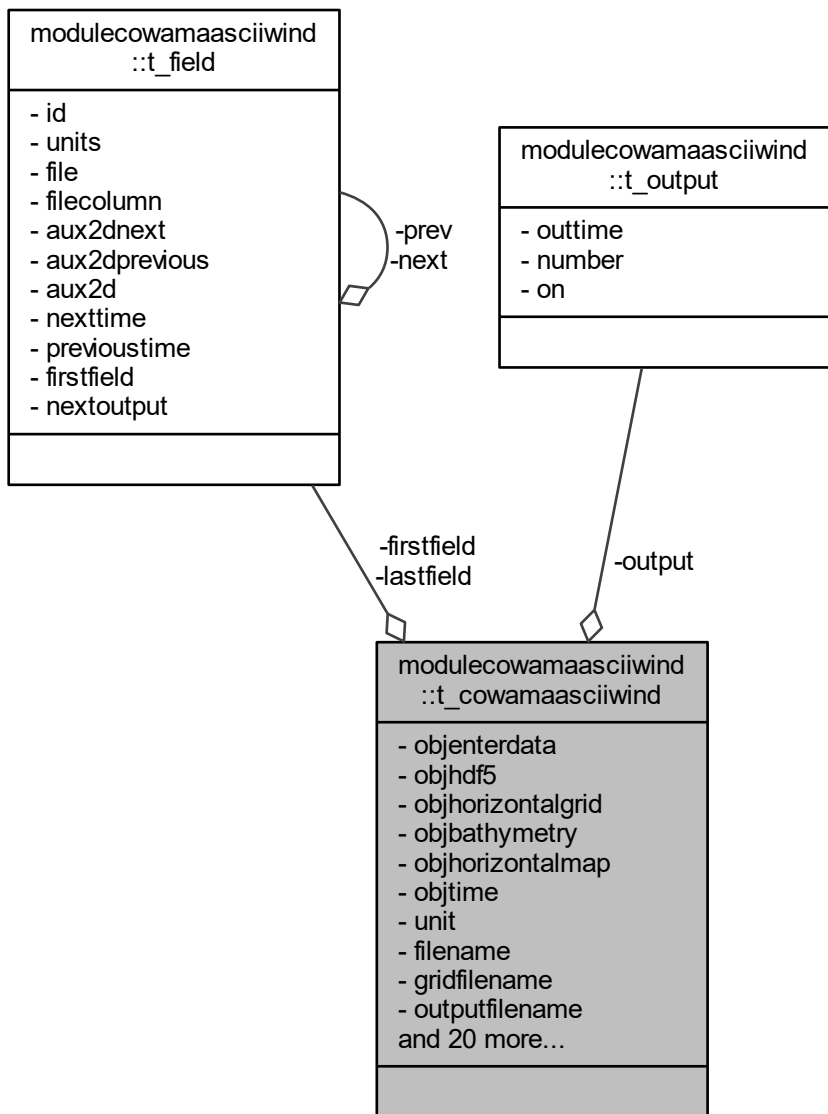 modulecowamaasciiwind
::t_field
- id
- units
- file
- filecolumn
- aux2dnext
- aux2dprevious
- aux2d
- nexttime
- previoustime
- firstfield
- nextoutput
-prev
-next
modulecowamaasciiwind
::t_output
- outtime
- number
- on
-firstfield
-lastfield
-output
modulecowamaasciiwind
::t_cowamaasciiwind
- objenterdata
- objhdf5
- objhorizontalgrid
- objbathymetry
- objhorizontalmap
- objtime
- unit
- filename
- gridfilename
- outputfilename
and 20 more...